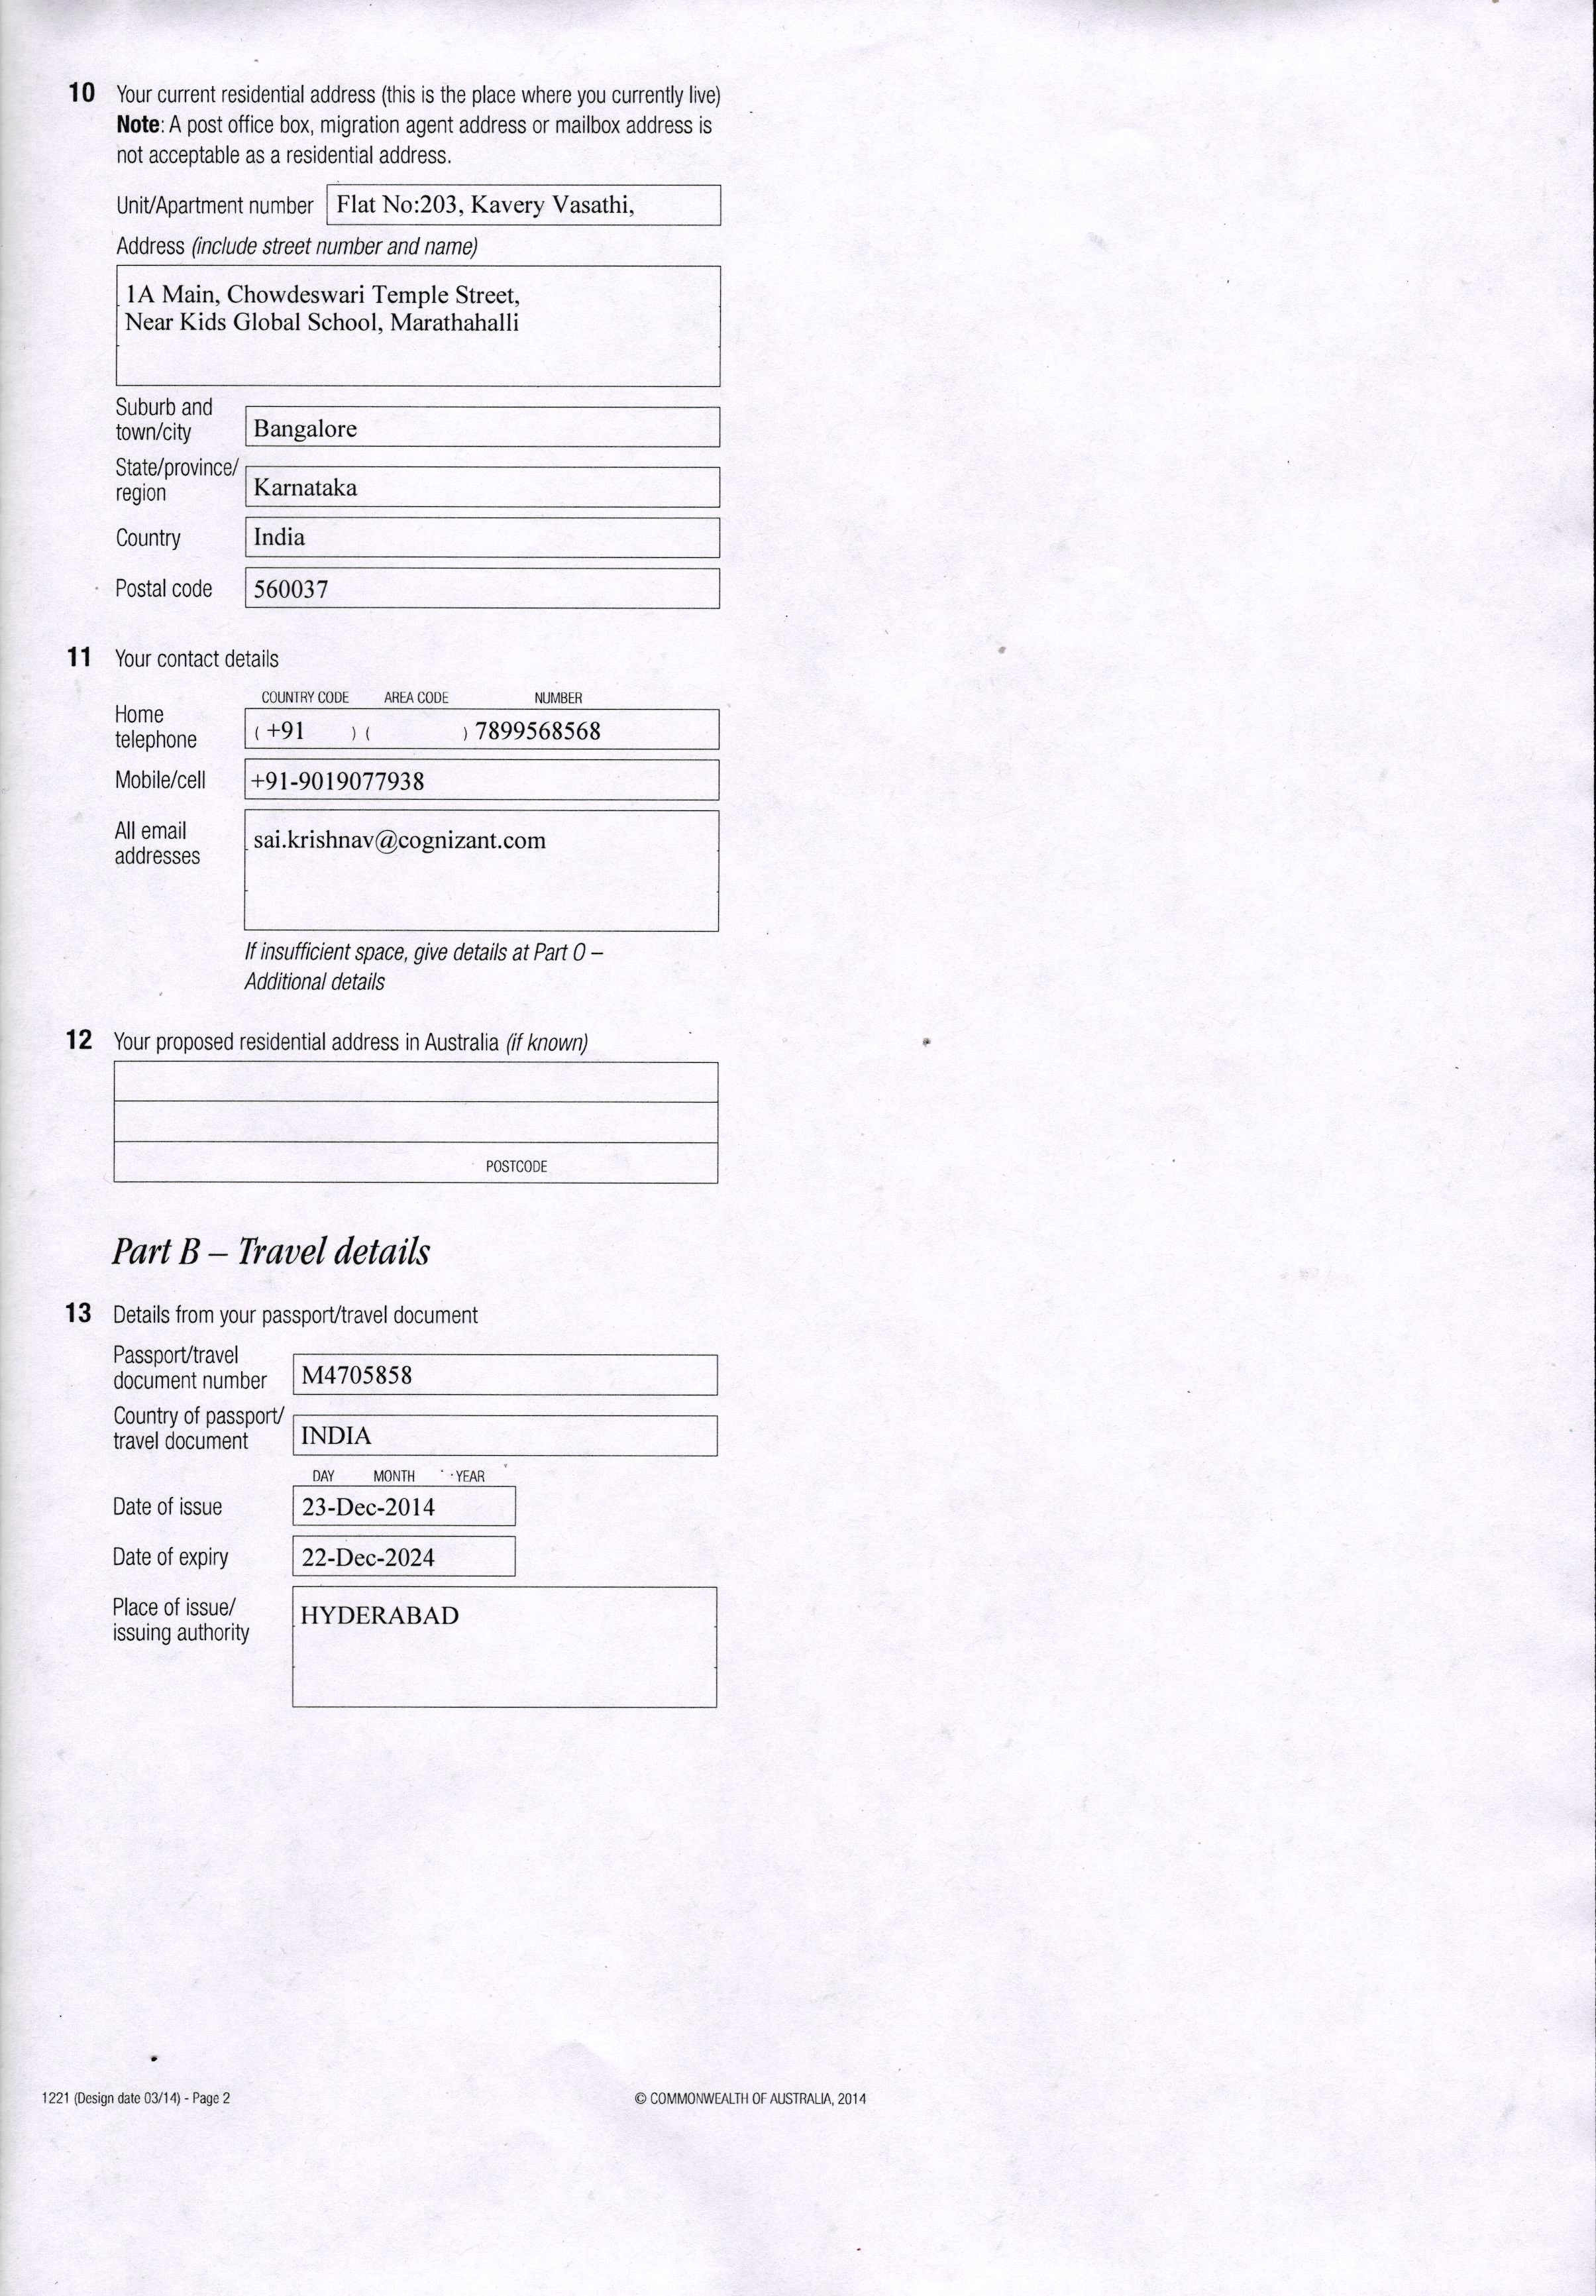 10 Your current residential address (this is the place where you currently live)
Note: A post office box, migration agent address or mailbox address is
not acceptable as a residential address.
Unit/Apartment number Flat No:203, Kavery Vasathi,
Address (include street number and name)
1A Main, Chowdeswari Temple Street,
Near Kids Global School, Marathahalli
Suburb and
town/city Bangalore
State/province/
region Karnataka
Country India
Postal code 560037
11 Your contact details
COUNTRY CODE AREA CODE NUMBER
Home
telephone ( +91 ) ( ) 7899568568
Mobile/cell +91-9019077938
All email
addresses sai.krishnav@cognizant.com
If insufficient space, give details at Part O –
Additional details
12 Your proposed residential address in Australia (if known)
POSTCODE
Part B – Travel details
13 Details from your passport/travel document
Passport/travel
document number M4705858
Country of passport/
travel document INDIA
DAY MONTH YEAR
Date of issue 23-Dec-2014
Date of expiry 22-Dec-2024
Place of issue/
issuing authority HYDERABAD
1221 (Design date 03/14) - Page 2 © COMMONWEALTH OF AUSTRALIA, 2014